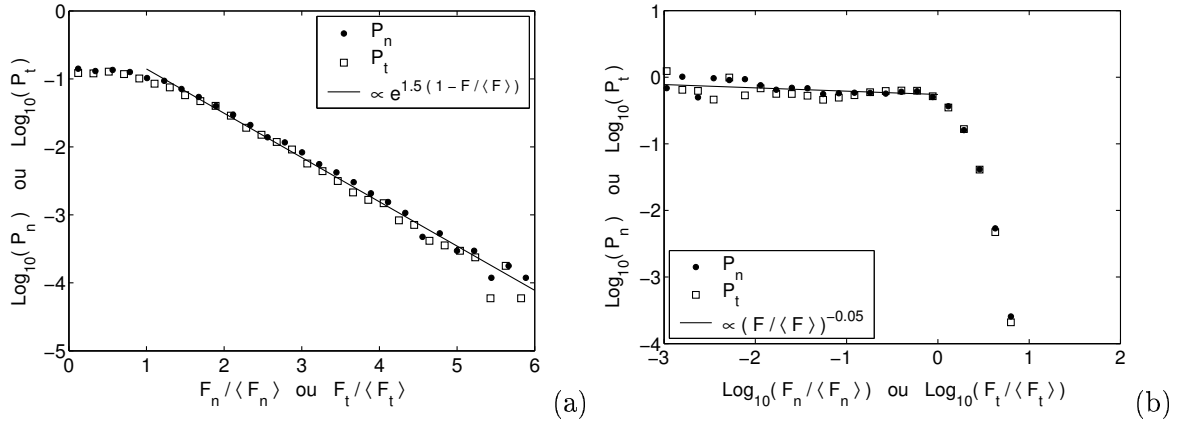 Log10(Pn) ou Log10(Pt)
0
−1
−2
−3
−4
−5
Pn
Pt
∝ e^1.5 (1 − F / ⟨F⟩)
0 1 2 3 4 5 6
Fn / ⟨Fn⟩ ou Ft / ⟨Ft⟩
(a)
Log10(Pn) ou Log10(Pt)
1
0
−1
−2
−3
−4
Pn
Pt
∝ (F / ⟨F⟩)^−0.05
−3 −2 −1 0 1 2
Log10(Fn / ⟨Fn⟩) ou Log10(Ft / ⟨Ft⟩)
(b)